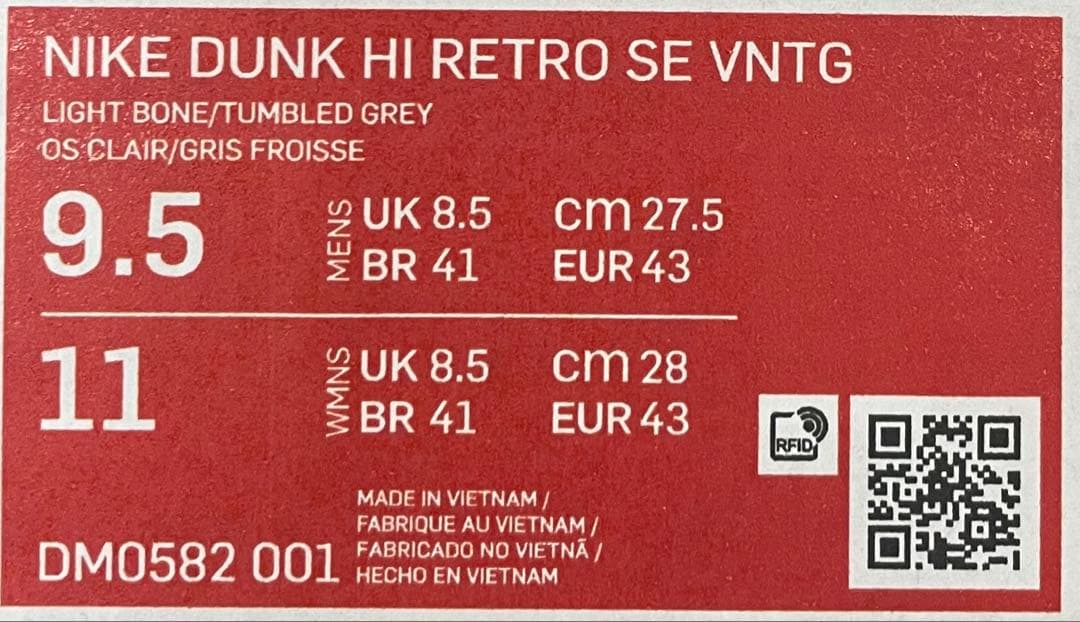 NIKE DUNK HI RETRO SE VNTG
LIGHT BONE/TUMBLED GREY
OS CLAIR/GRIS FROISSE
9.5 MENS UK 8.5 cm 27.5
BR 41 EUR 43
11 WMNS UK 8.5 cm 28
BR 41 EUR 43
RFID
MADE IN VIETNAM /
FABRIQUE AU VIETNAM /
FABRICADO NO VIETNÃ /
HECHO EN VIETNAM
DM0582 001